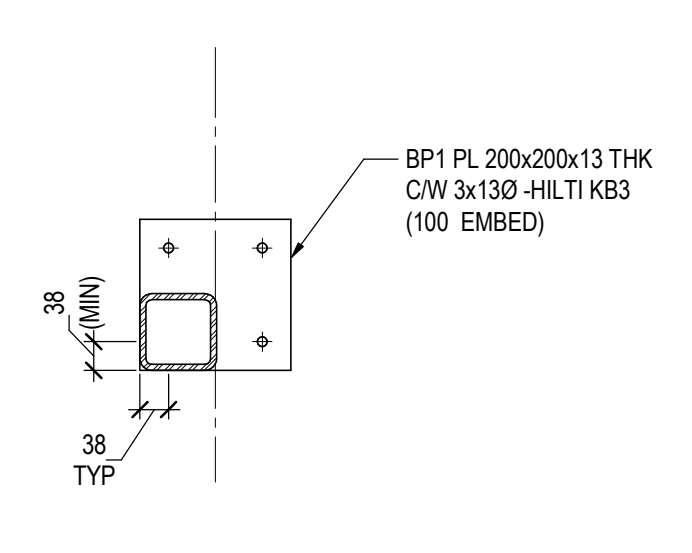 BP1 PL 200x200x13 THK
C/W 3x13Ø -HILTI KB3
(100 EMBED)
38
(MIN)
38
TYP